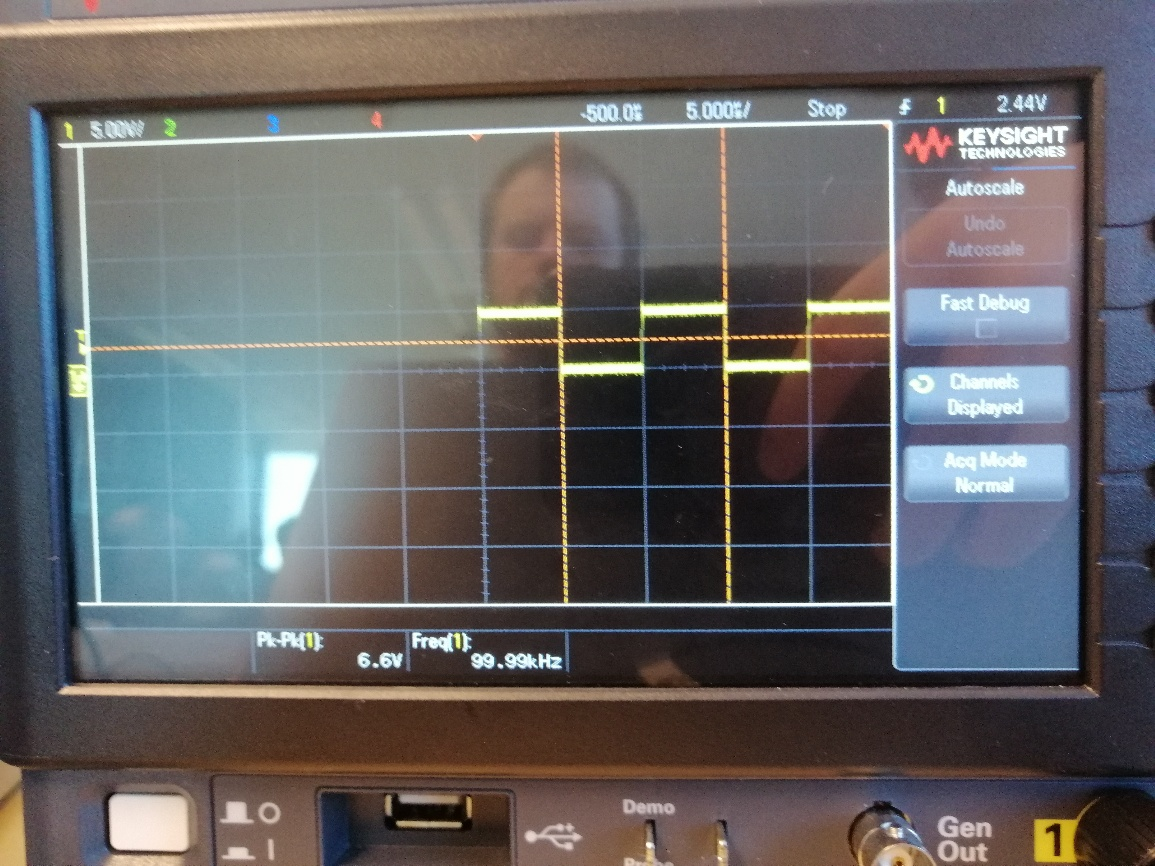 1 5.00V/ 2 3 4 -500.0ns 5.000us/ Stop 1 2.44V
KEYSIGHT
TECHNOLOGIES
Autoscale
Undo
Autoscale
Fast Debug
Channels
Displayed
Acq Mode
Normal
Pk-Pk(1):
6.6V
Freq(1):
99.99kHz
Demo
Probe
Gen
Out
1